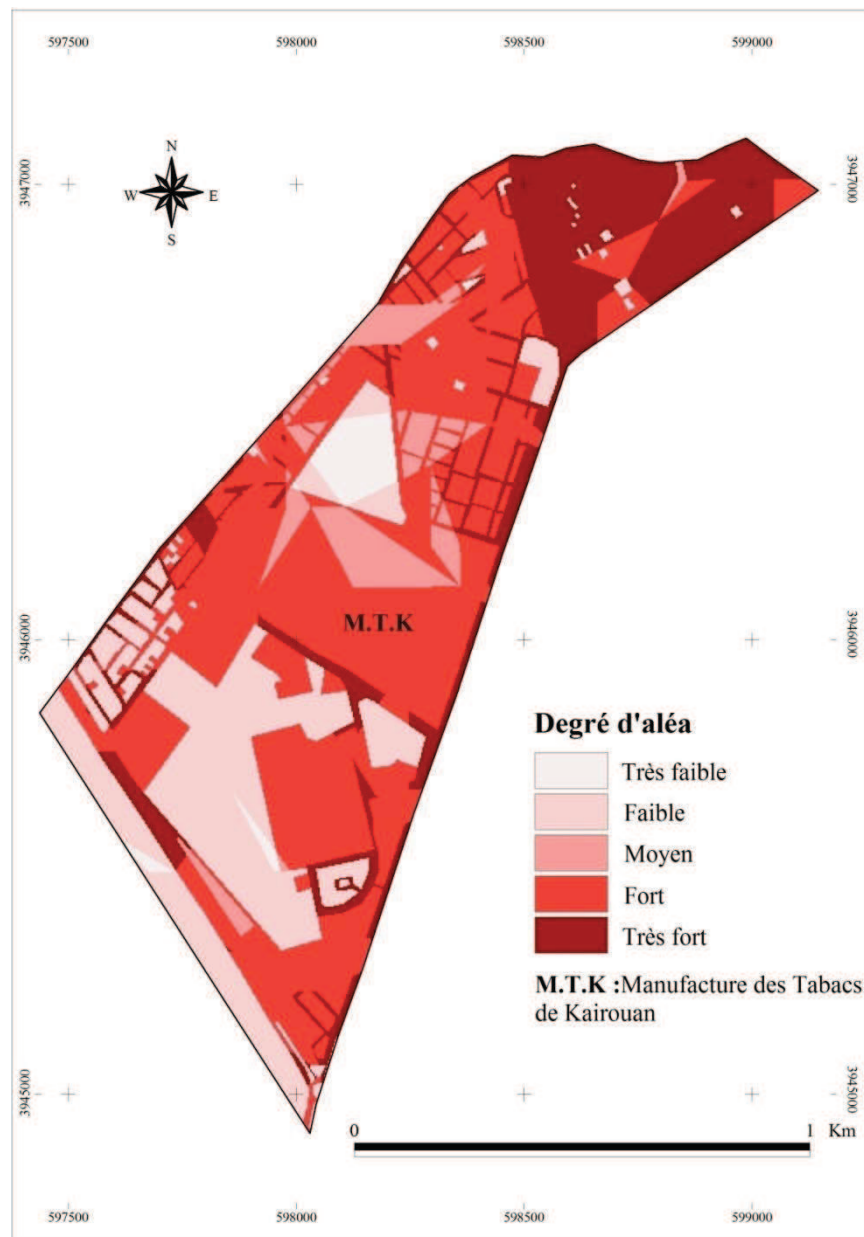 597500 598000 598500 599000
N
W E
S
3947000 3947000
M.T.K
3946000 3946000
Degré d'aléa
Très faible
Faible
Moyen
Fort
Très fort
M.T.K :Manufacture des Tabacs
de Kairouan
3945000 3945000
0 1 Km
597500 598000 598500 599000